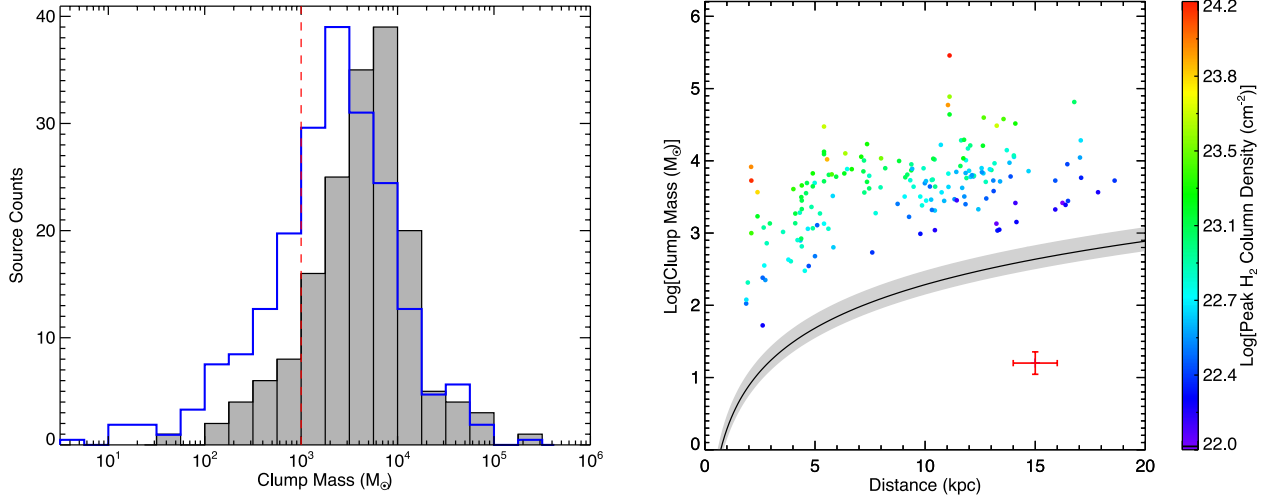 40
30
20
10
0
Source Counts
10¹ 10² 10³ 10⁴ 10⁵ 10⁶
Clump Mass (M☉)
6
5
4
3
2
1
0
Log[Clump Mass (M☉)]
0 5 10 15 20
Distance (kpc)
24.2
23.8
23.5
23.1
22.7
22.4
22.0
Log[Peak H₂ Column Density (cm⁻²)]